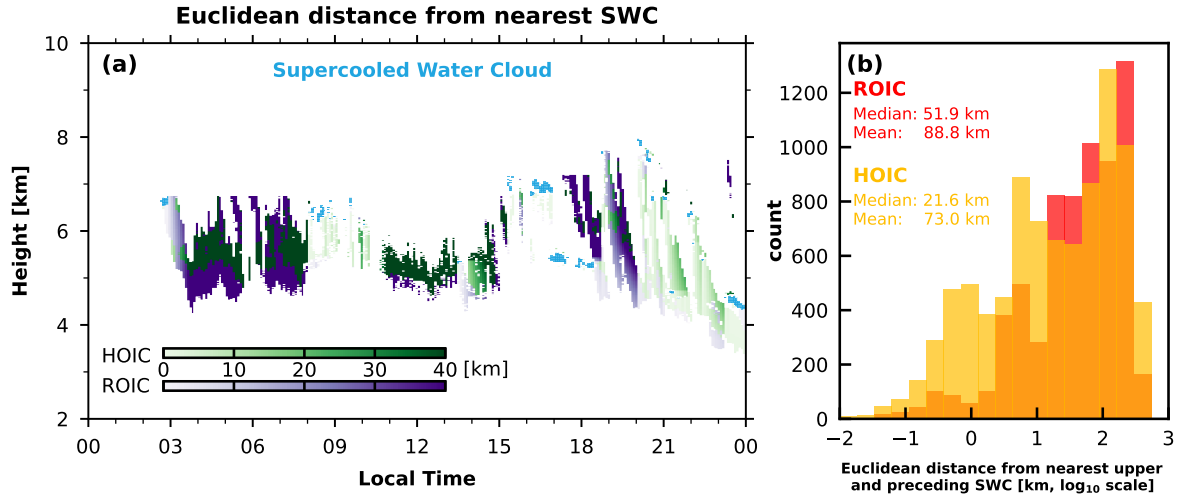 Euclidean distance from nearest SWC
(a)
Supercooled Water Cloud
10
8
6
4
2
Height [km]
HOIC
0 10 20 30 40 [km]
ROIC
00 03 06 09 12 15 18 21 00
Local Time
(b)
ROIC
Median: 51.9 km
Mean: 88.8 km
HOIC
Median: 21.6 km
Mean: 73.0 km
1200
1000
800
600
400
200
0
count
−2 −1 0 1 2 3
Euclidean distance from nearest upper
and preceding SWC [km, log₁₀ scale]